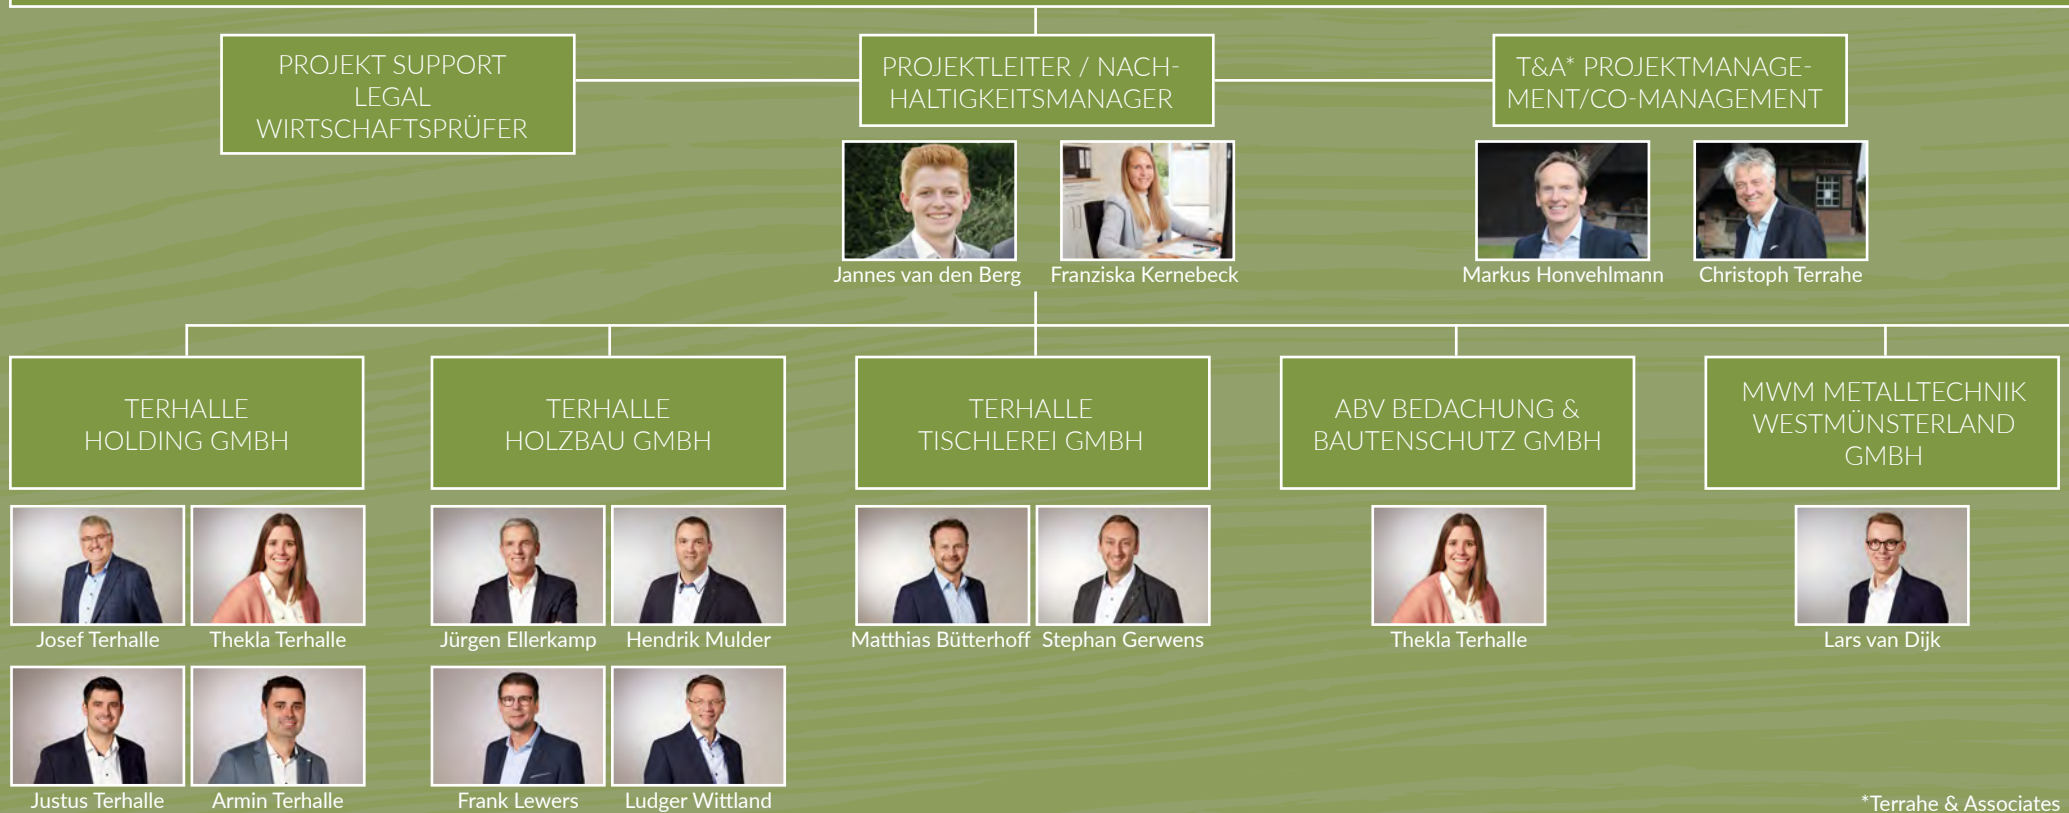 PROJEKT SUPPORT
LEGAL
WIRTSCHAFTSPRÜFER
PROJEKTLEITER / NACH-
HALTIGKEITSMANAGER
T&A* PROJEKTMANAGE-
MENT/CO-MANAGEMENT
Jannes van den Berg
Franziska Kernebeck
Markus Honvehlmann
Christoph Terrahe
TERHALLE
HOLDING GMBH
TERHALLE
HOLZBAU GMBH
TERHALLE
TISCHLEREI GMBH
ABV BEDACHUNG &
BAUTENSCHUTZ GMBH
MWM METALLTECHNIK
WESTMÜNSTERLAND
GMBH
Josef Terhalle
Thekla Terhalle
Jürgen Ellerkamp
Hendrik Mulder
Matthias Bütterhoff
Stephan Gerwens
Thekla Terhalle
Lars van Dijk
Justus Terhalle
Armin Terhalle
Frank Lewers
Ludger Wittland
*Terrahe & Associates